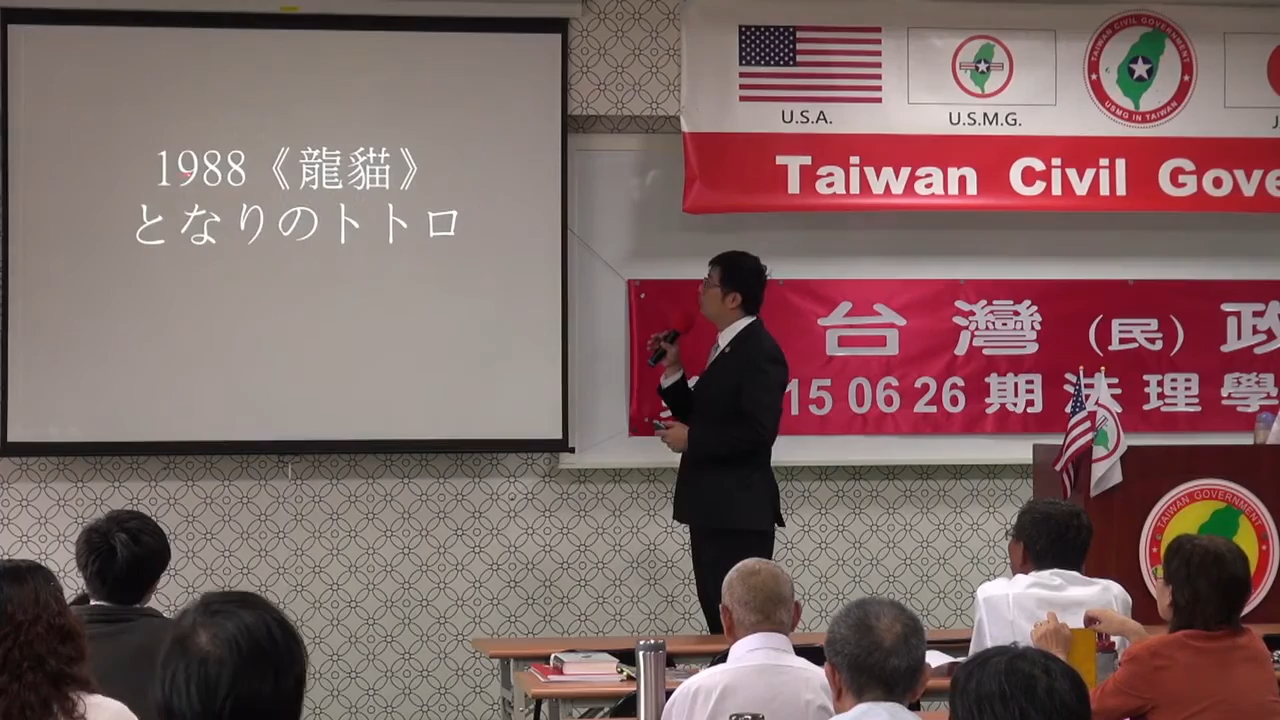 1988《龍貓》
となりのトトロ
U.S.A.
U.S.M.G.
TAIWAN CIVIL GOVERNMENT
USMG IN TAIWAN
J
Taiwan Civil Gove
台灣（民）政
15 06 26 期法理學
TAIWAN GOVERNMENT